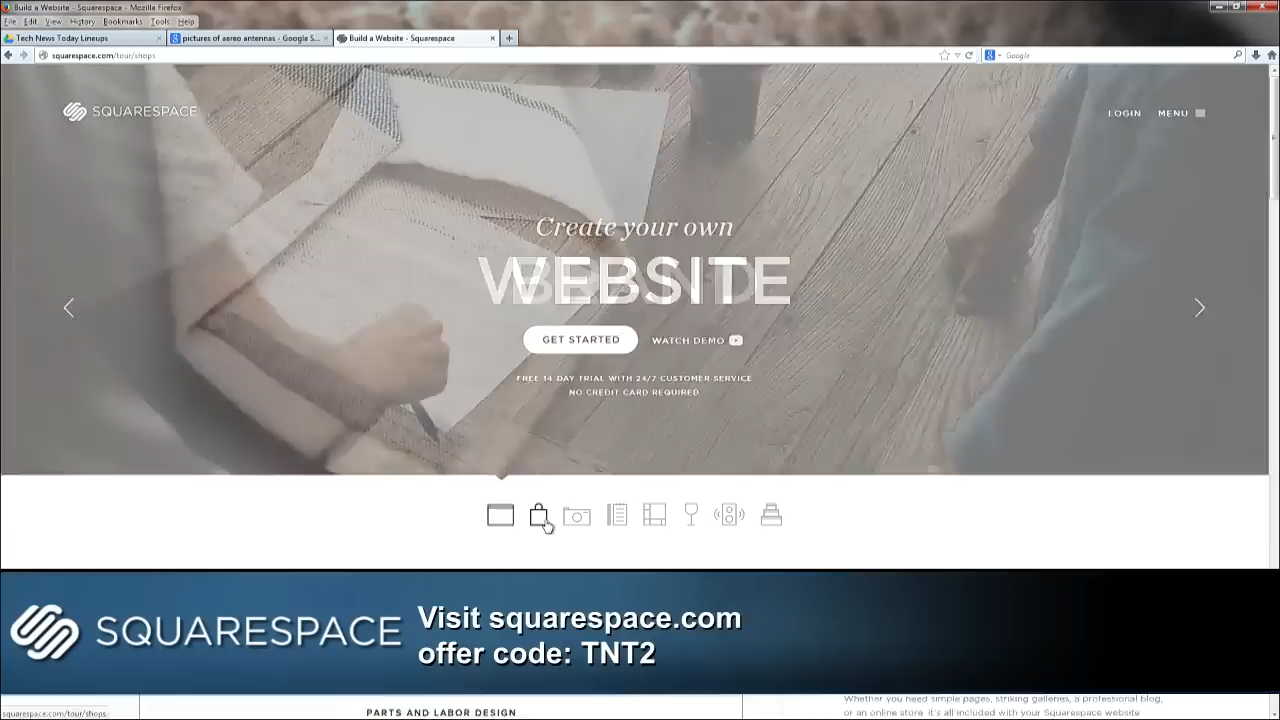 Build a Website - Squarespace - Mozilla Firefox
File Edit View History Bookmarks Tools Help
Tech News Today Lineups
pictures of aereo antennas - Google S...
Build a Website - Squarespace
squarespace.com/tour/shops
Google
SQUARESPACE
LOGIN MENU
Create your own
WEBSITE
GET STARTED
WATCH DEMO
FREE 14 DAY TRIAL WITH 24/7 CUSTOMER SERVICE
NO CREDIT CARD REQUIRED
SQUARESPACE
Visit squarespace.com
offer code: TNT2
squarespace.com/tour/shops
PARTS AND LABOR DESIGN
Whether you need simple pages, striking galleries, a professional blog,
or an online store, it's all included with your Squarespace website